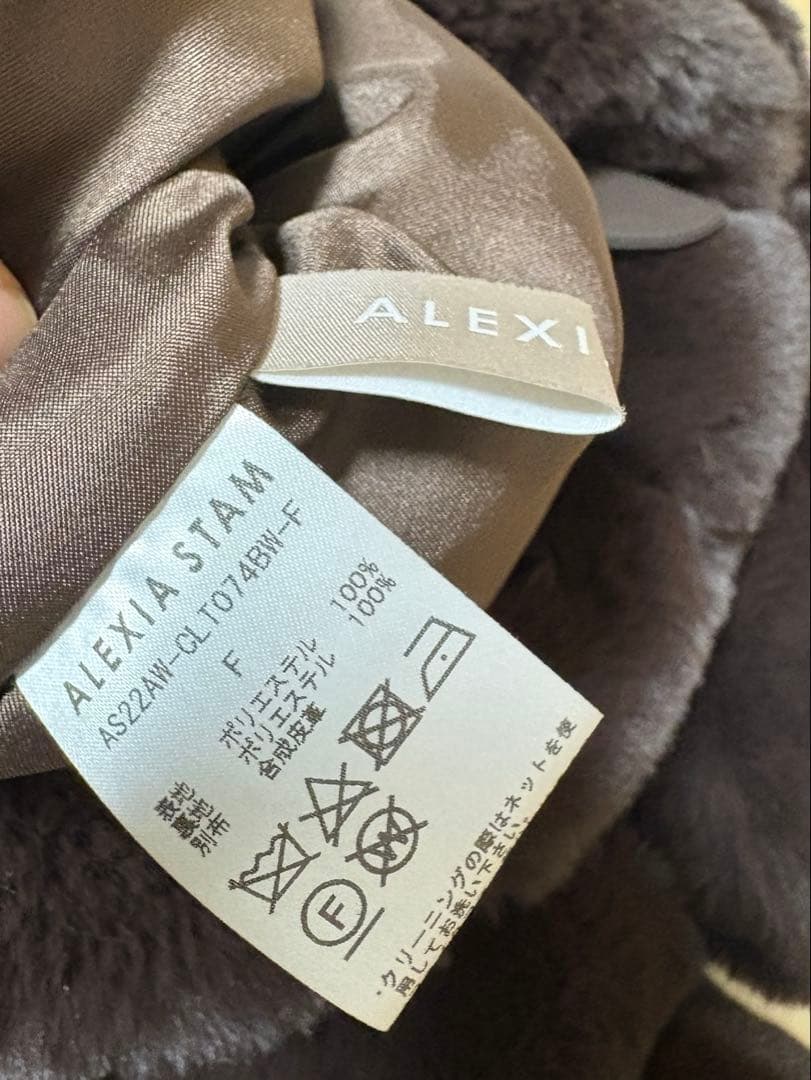 ALEXI
ALEXIA STAM
AS22AW-CLT074BW-F
F
表地 ポリエステル 100%
裏地 ポリエステル 100%
別布 合成皮革
F
W
・クリーニングの際はネットを使
用してお洗い下さい。